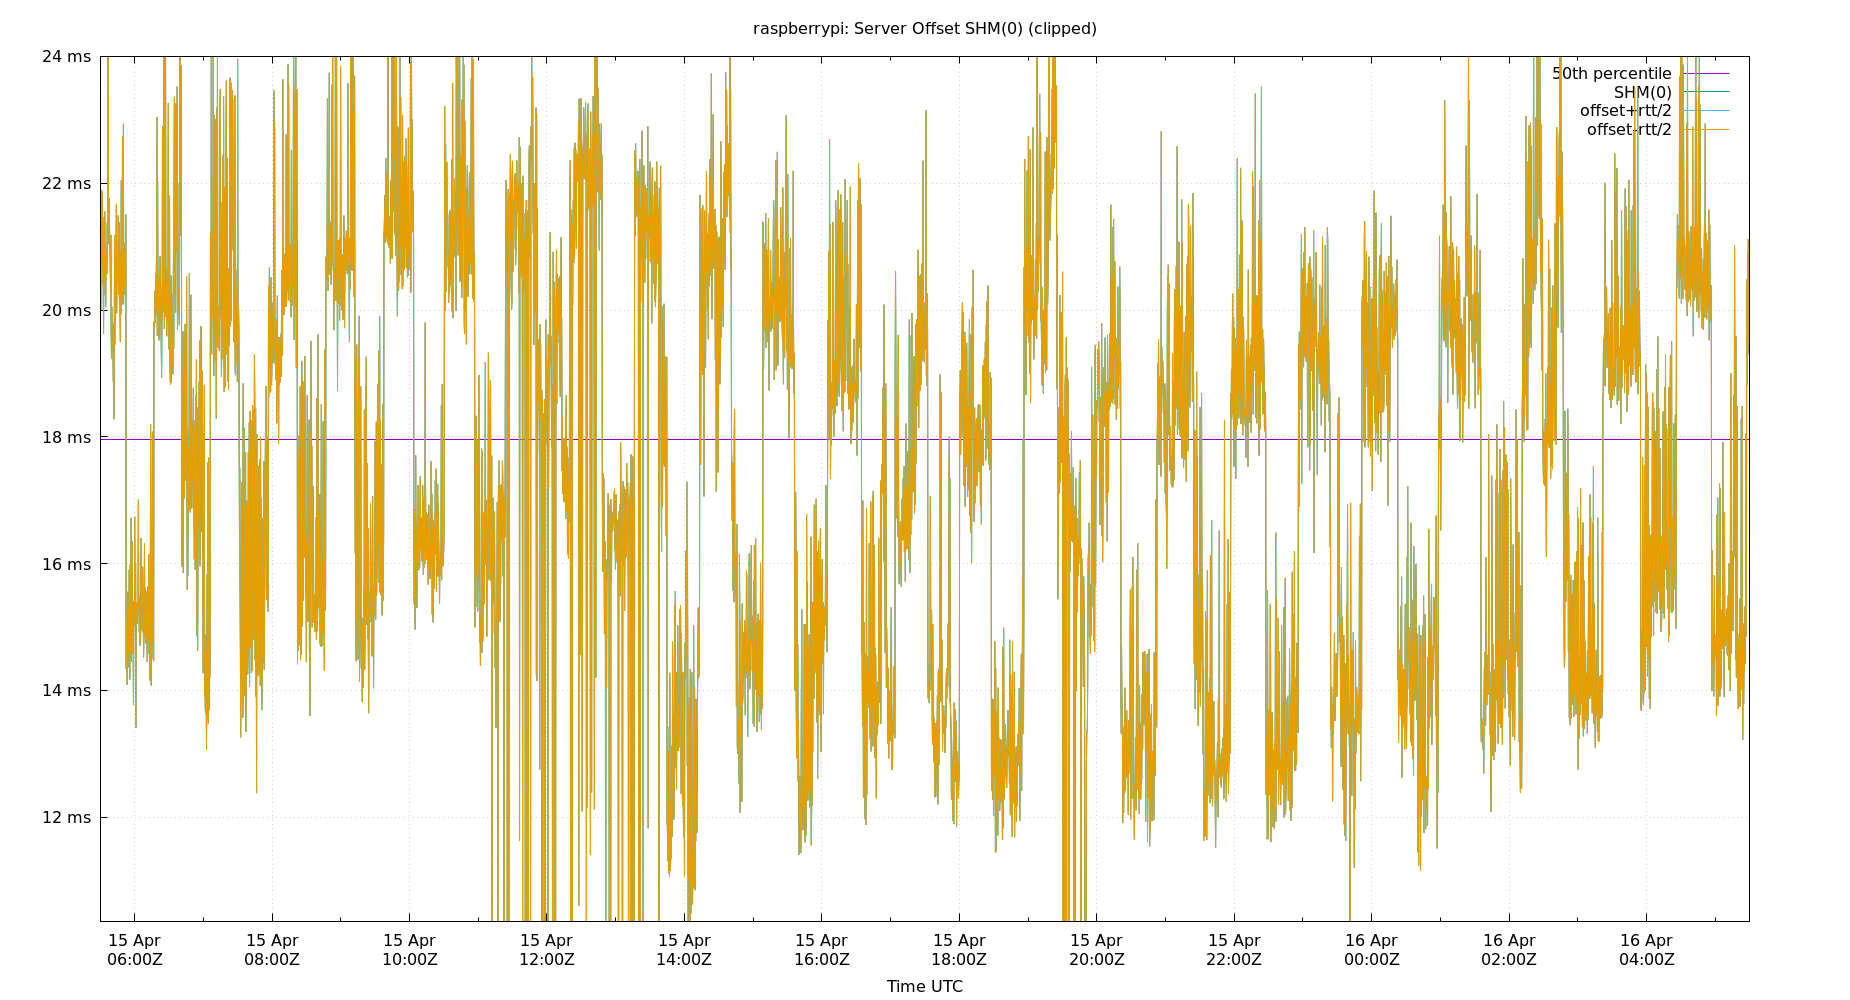 raspberrypi: Server Offset SHM(0) (clipped)
24 ms
22 ms
20 ms
18 ms
16 ms
14 ms
12 ms
50th percentile
SHM(0)
offset+rtt/2
offset-rtt/2
15 Apr 15 Apr 15 Apr 15 Apr 15 Apr 15 Apr 15 Apr 15 Apr 15 Apr 16 Apr 16 Apr 16 Apr
06:00Z 08:00Z 10:00Z 12:00Z 14:00Z 16:00Z 18:00Z 20:00Z 22:00Z 00:00Z 02:00Z 04:00Z
Time UTC